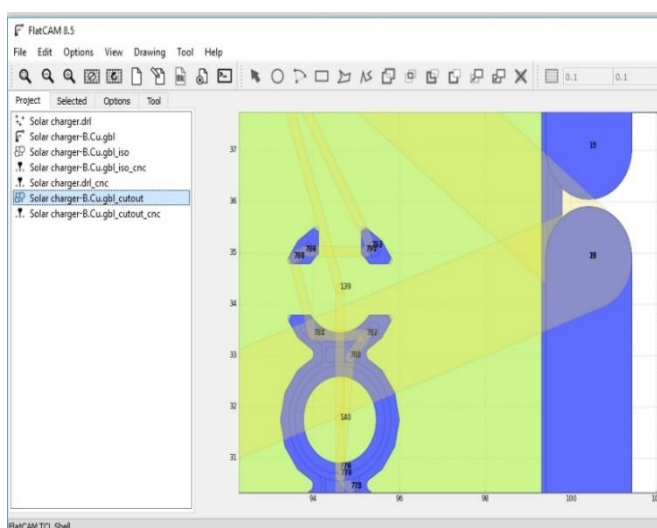 FlatCAM 8.5
File Edit Options View Drawing Tool Help
0.1 0.1
Project Selected Options Tool
Solar charger.drl
Solar charger-B.Cu.gbl
Solar charger-B.Cu.gbl_iso
Solar charger-B.Cu.gbl_iso_cnc
Solar charger.drl_cnc
Solar charger-B.Cu.gbl_cutout
Solar charger-B.Cu.gbl_cutout_cnc
37
36
35
34
33
32
31
139
140
94 96 98 100
FlatCAM TCL Shell